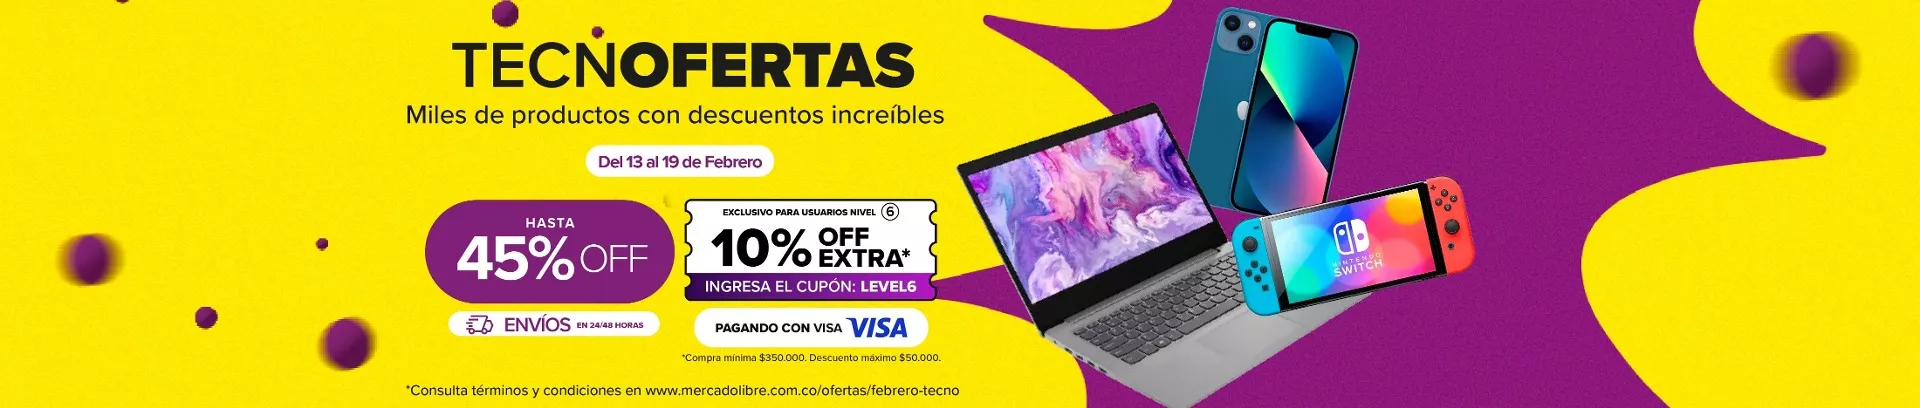 TECNOFERTAS
Miles de productos con descuentos increíbles
Del 13 al 19 de Febrero
HASTA
45% OFF
ENVÍOS EN 24/48 HORAS
EXCLUSIVO PARA USUARIOS NIVEL 6
10% OFF
EXTRA*
INGRESA EL CUPÓN: LEVEL6
PAGANDO CON VISA VISA
*Compra mínima $350.000. Descuento máximo $50.000.
*Consulta términos y condiciones en www.mercadolibre.com.co/ofertas/febrero-tecno
NINTENDO
SWITCH